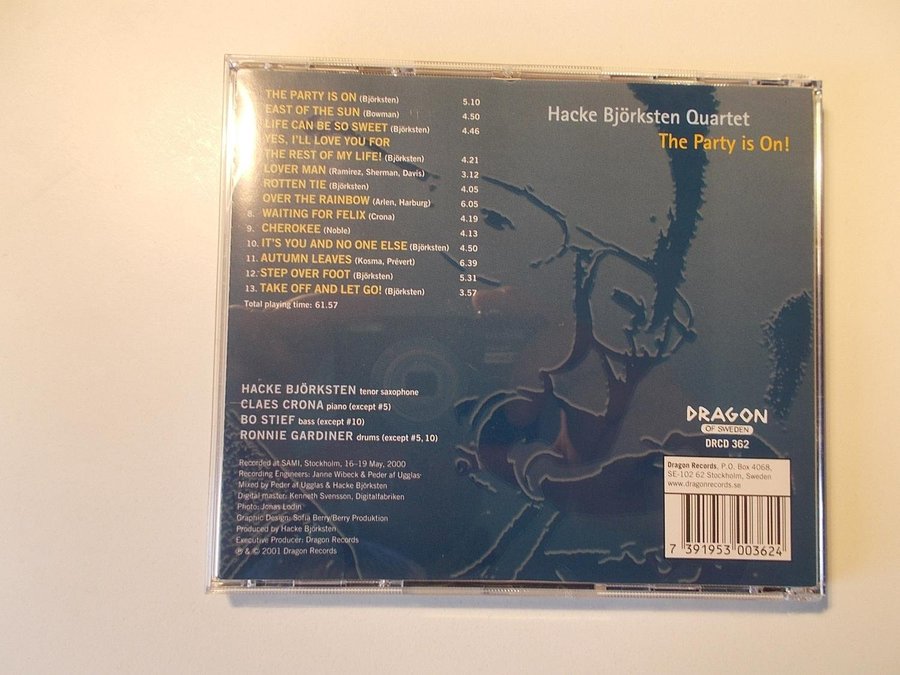 THE PARTY IS ON (Björksten) 5.10
EAST OF THE SUN (Bowman) 4.50
LIFE CAN BE SO SWEET (Björksten) 4.46
YES, I'LL LOVE YOU FOR
THE REST OF MY LIFE! (Björksten) 4.21
LOVER MAN (Ramirez, Sherman, Davis) 3.12
ROTTEN TIE (Björksten) 4.05
OVER THE RAINBOW (Arlen, Harburg) 6.05
8. WAITING FOR FELIX (Crona) 4.19
9. CHEROKEE (Noble) 4.13
10. IT'S YOU AND NO ONE ELSE (Björksten) 4.50
11. AUTUMN LEAVES (Kosma, Prévert) 6.39
12. STEP OVER FOOT (Björksten) 5.31
13. TAKE OFF AND LET GO! (Björksten) 3.57
Total playing time: 61.57
HACKE BJÖRKSTEN tenor saxophone
CLAES CRONA piano (except #5)
BO STIEF bass (except #10)
RONNIE GARDINER drums (except #5, 10)
Recorded at SAMI, Stockholm, 16–19 May, 2000
Recording Engineers: Janne Wibeck & Peder af Ugglas
Mixed by Peder af Ugglas & Hacke Björksten
Digital master: Kenneth Svensson, Digitalfabriken
Photo: Jonas Lodin
Graphic Design: Sofia Berry/Berry Produktion
Produced by Hacke Björksten
Executive Producer: Dragon Records
℗ & © 2001 Dragon Records
Hacke Björksten Quartet
The Party is On!
DRAGON
OF SWEDEN
DRCD 362
Dragon Records, P.O. Box 4068,
SE-102 62 Stockholm, Sweden
www.dragonrecords.se
7 391953 003624